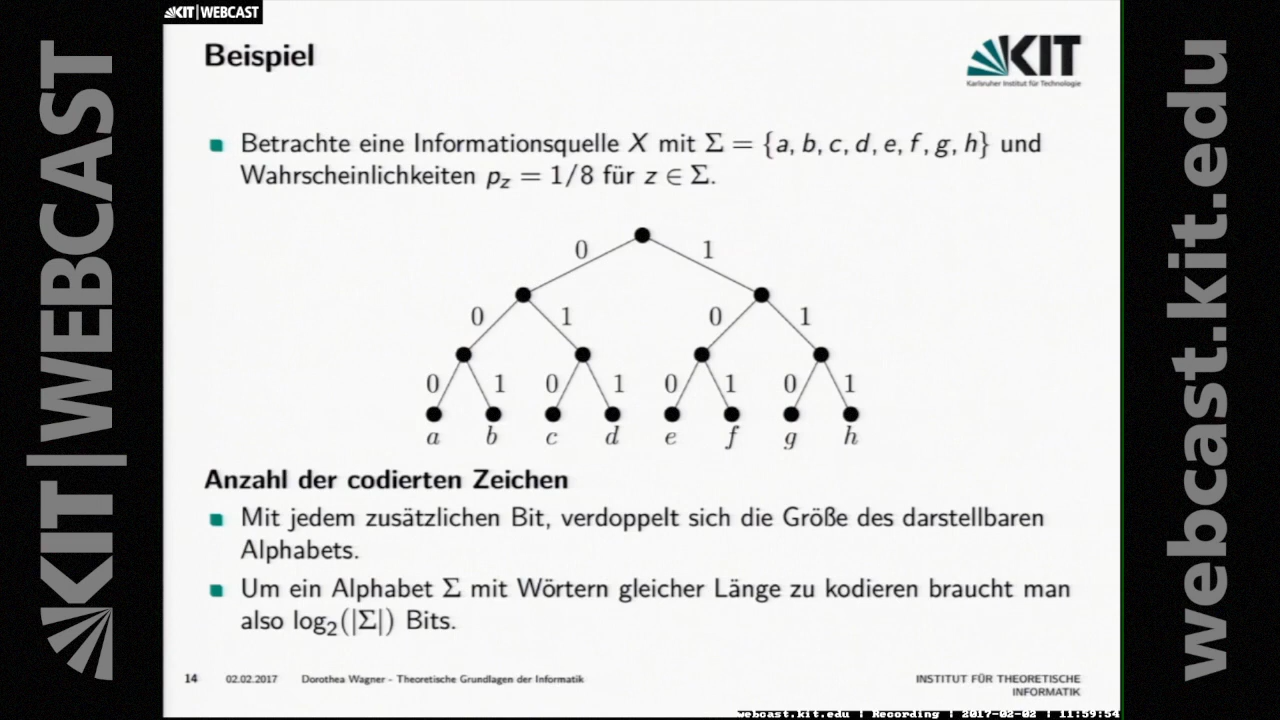 KIT|WEBCAST
Beispiel
KIT
Karlsruher Institut für Technologie
Betrachte eine Informationsquelle X mit Σ = {a, b, c, d, e, f, g, h} und
Wahrscheinlichkeiten p_z = 1/8 für z ∈ Σ.
0 1
0 1 0 1
0 1 0 1 0 1 0 1
a b c d e f g h
Anzahl der codierten Zeichen
Mit jedem zusätzlichen Bit, verdoppelt sich die Größe des darstellbaren
Alphabets.
Um ein Alphabet Σ mit Wörtern gleicher Länge zu kodieren braucht man
also log₂(|Σ|) Bits.
14 02.02.2017 Dorothea Wagner - Theoretische Grundlagen der Informatik
INSTITUT FÜR THEORETISCHE
INFORMATIK
webcast.kit.edu | Recording | 2017-02-02 | 11:59:54
KIT|WEBCAST
webcast.kit.edu